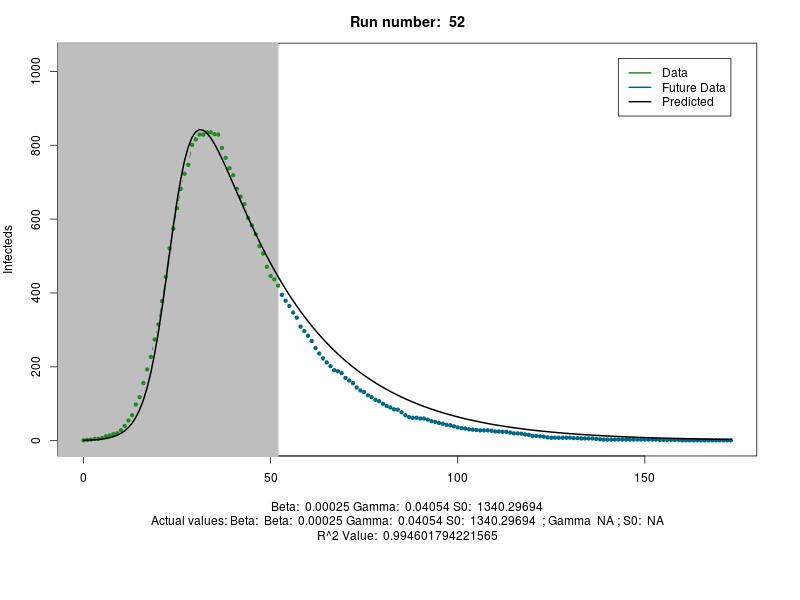 Run number: 52
Infecteds
1000
800
600
400
200
0
Data
Future Data
Predicted
0 50 100 150
Beta: 0.00025 Gamma: 0.04054 S0: 1340.29694
Actual values: Beta: Beta: 0.00025 Gamma: 0.04054 S0: 1340.29694 ; Gamma NA ; S0: NA
R^2 Value: 0.994601794221565